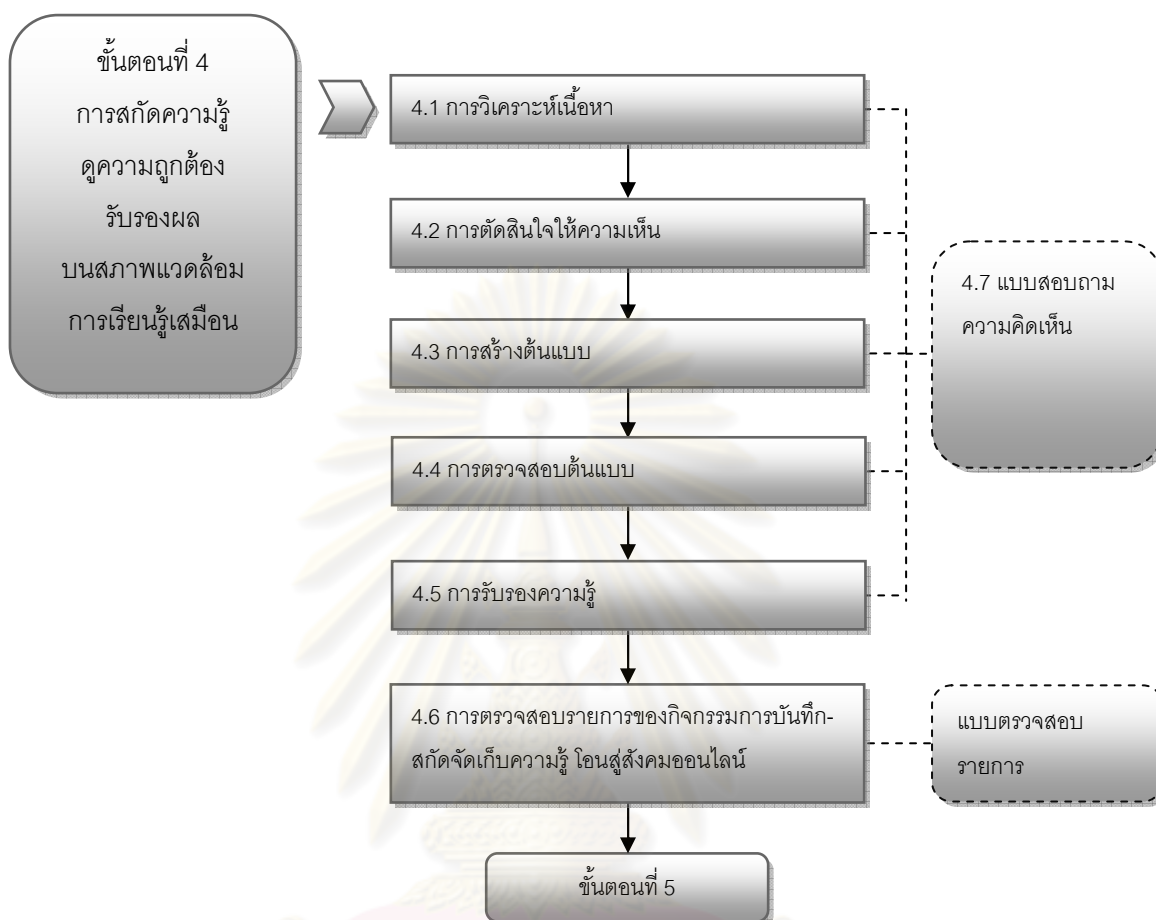 ขั้นตอนที่ 4
การสกัดความรู้
ดูความถูกต้อง
รับรองผล
บนสภาพแวดล้อม
การเรียนรู้เสมือน
4.1 การวิเคราะห์เนื้อหา
4.2 การตัดสินใจให้ความเห็น
4.3 การสร้างต้นแบบ
4.4 การตรวจสอบต้นแบบ
4.5 การรับรองความรู้
4.6 การตรวจสอบรายการของกิจกรรมการบันทึก-
สกัดจัดเก็บความรู้ โอนสู่สังคมออนไลน์
4.7 แบบสอบถาม
ความคิดเห็น
แบบตรวจสอบ
รายการ
ขั้นตอนที่ 5